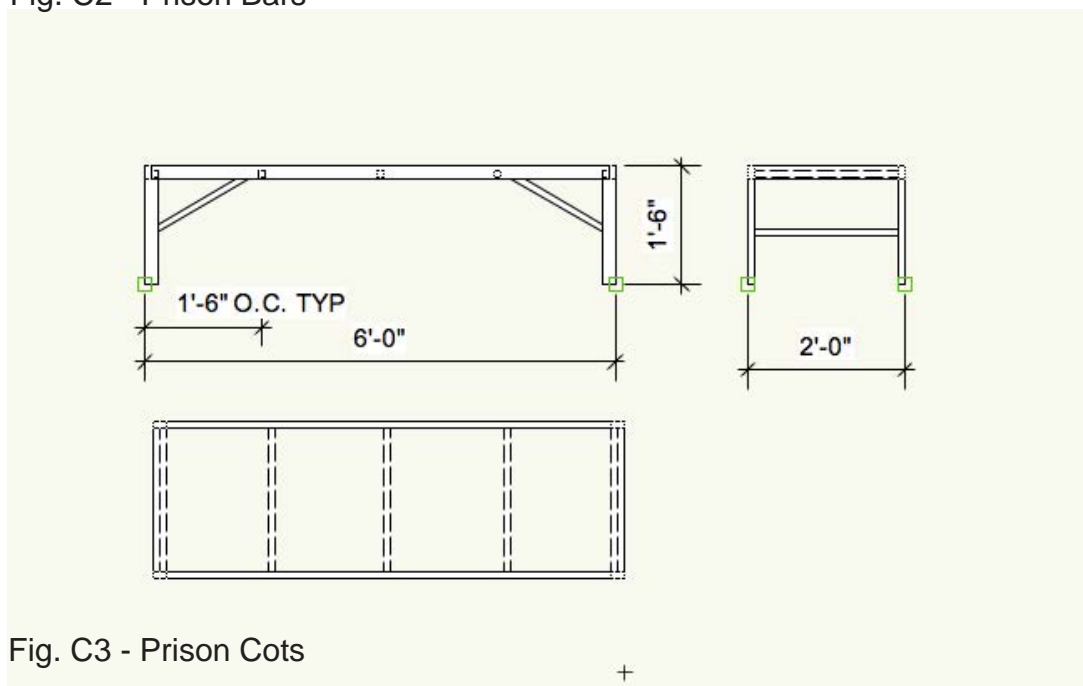 Fig. C2 - Prison Bars
1'-6"
1'-6" O.C. TYP
6'-0"
2'-0"
Fig. C3 - Prison Cots